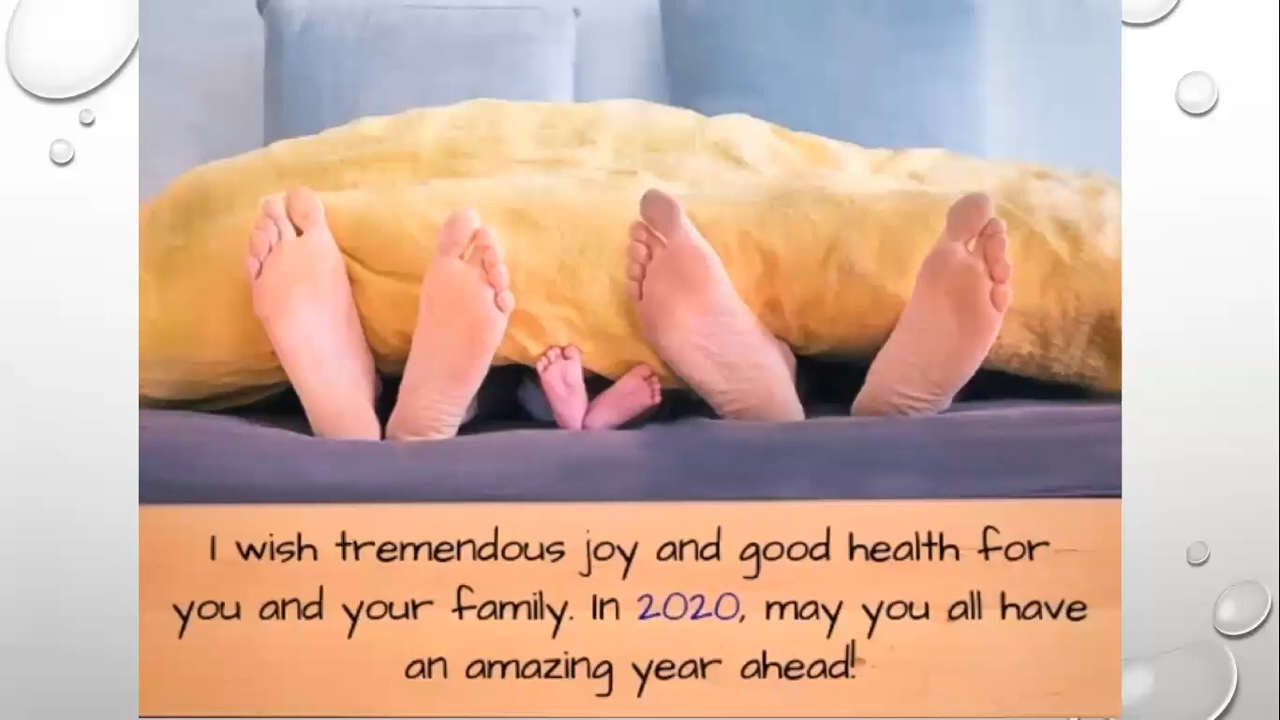 I wish tremendous joy and good health for
you and your family. In 2020, may you all have
an amazing year ahead!